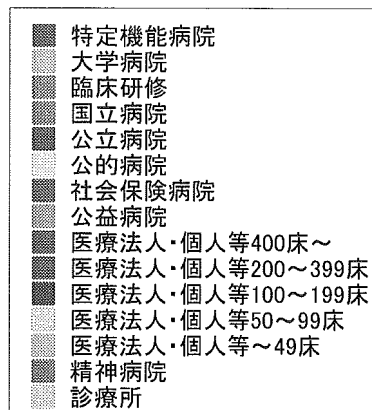 特定機能病院
大学病院
臨床研修
国立病院
公立病院
公的病院
社会保険病院
公益病院
医療法人・個人等400床～
医療法人・個人等200～399床
医療法人・個人等100～199床
医療法人・個人等50～99床
医療法人・個人等～49床
精神病院
診療所